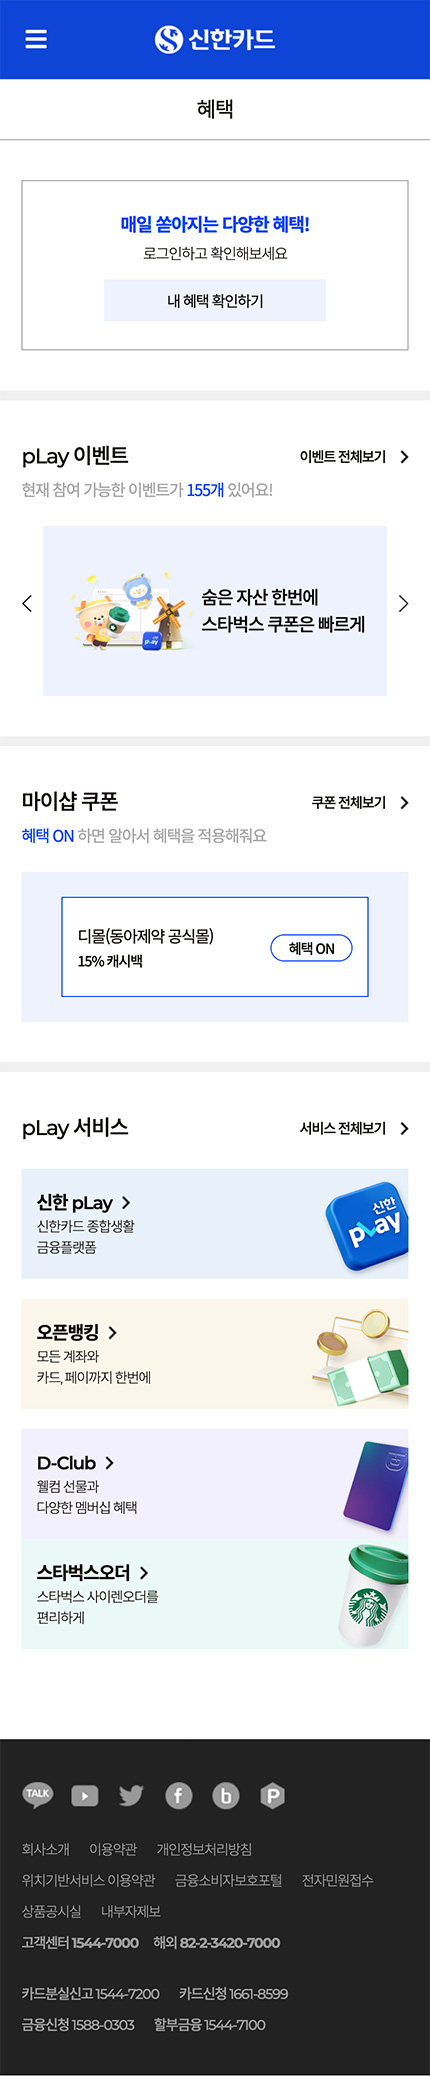 신한카드
혜택
매일 쏟아지는 다양한 혜택!
로그인하고 확인해보세요
내 혜택 확인하기
pLay 이벤트
이벤트 전체보기
현재 참여 가능한 이벤트가 155개 있어요!
숨은 자산 한번에
스타벅스 쿠폰은 빠르게
마이샵 쿠폰
쿠폰 전체보기
혜택 ON 하면 알아서 혜택을 적용해줘요
디몰(동아제약 공식몰)
15% 캐시백
혜택 ON
pLay 서비스
서비스 전체보기
신한 pLay
신한카드 종합생활
금융플랫폼
신한
pLay
오픈뱅킹
모든 계좌와
카드, 페이까지 한번에
D-Club
웰컴 선물과
다양한 멤버십 혜택
스타벅스오더
스타벅스 사이렌오더를
편리하게
TALK
회사소개 이용약관 개인정보처리방침
위치기반서비스 이용약관 금융소비자보호포털 전자민원접수
상품공시실 내부자제보
고객센터 1544-7000 해외 82-2-3420-7000
카드분실신고 1544-7200 카드신청 1661-8599
금융신청 1588-0303 할부금융 1544-7100